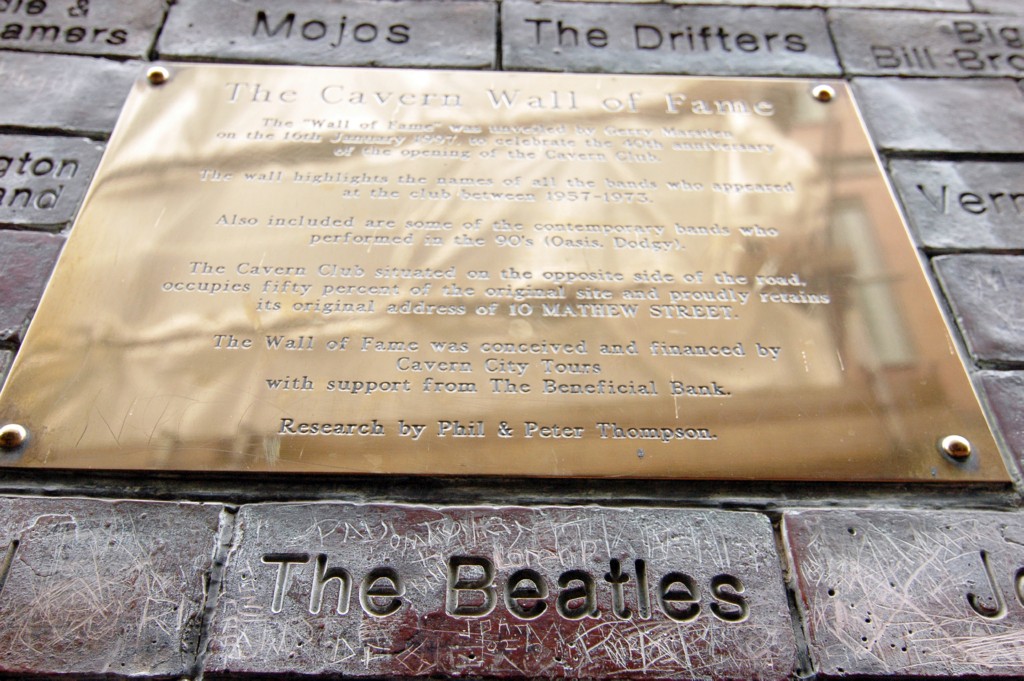 amers
Mojos
The Drifters
Big
Bill-Bro
gton
and
Vern
The Cavern Wall of Fame
The "Wall of Fame" was unveiled by Gerry Marsden
on the 16th January 1997, to celebrate the 40th anniversary
of the opening of the Cavern Club.
The wall highlights the names of all the bands who appeared
at the club between 1957-1973.
Also included are some of the contemporary bands who
performed in the 90's (Oasis, Dodgy).
The Cavern Club situated on the opposite side of the road,
occupies fifty percent of the original site and proudly retains
its original address of 10 MATHEW STREET.
The Wall of Fame was conceived and financed by
Cavern City Tours
with support from The Beneficial Bank.
Research by Phil & Peter Thompson.
The Beatles
Jo